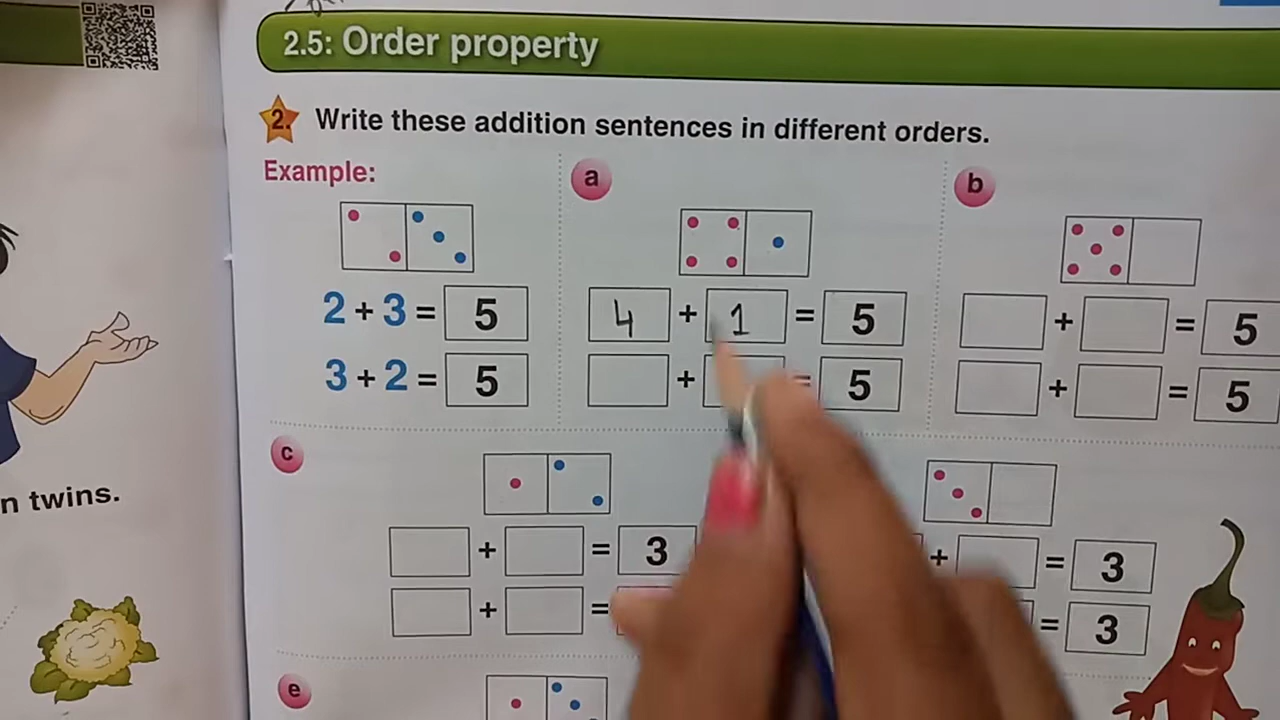 2.5: Order property
2. Write these addition sentences in different orders.
Example:
a
b
2 + 3 = 5
4 + 1 = 5
+ = 5
3 + 2 = 5
+ = 5
+ = 5
n twins.
c
+ = 3
+ = 3
+ =
= 3
e